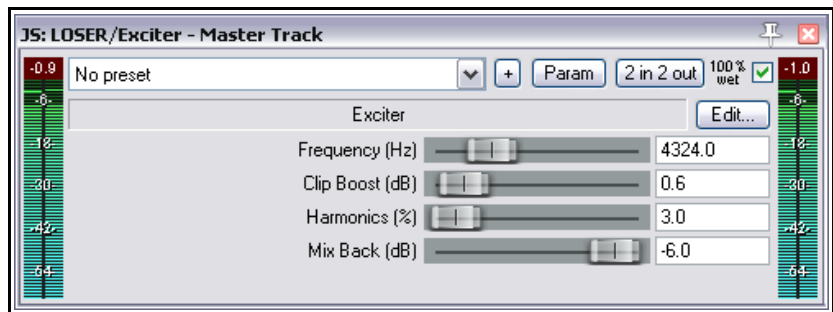 JS: LOSER/Exciter - Master Track
-0.9 No preset + Param 2 in 2 out 100% wet -1.0
-6- -6-
Exciter Edit...
-18- Frequency (Hz) 4324.0 -18-
-30- Clip Boost (dB) 0.6 -30-
-42- Harmonics (%) 3.0 -42-
Mix Back (dB) -6.0
-64- -64-